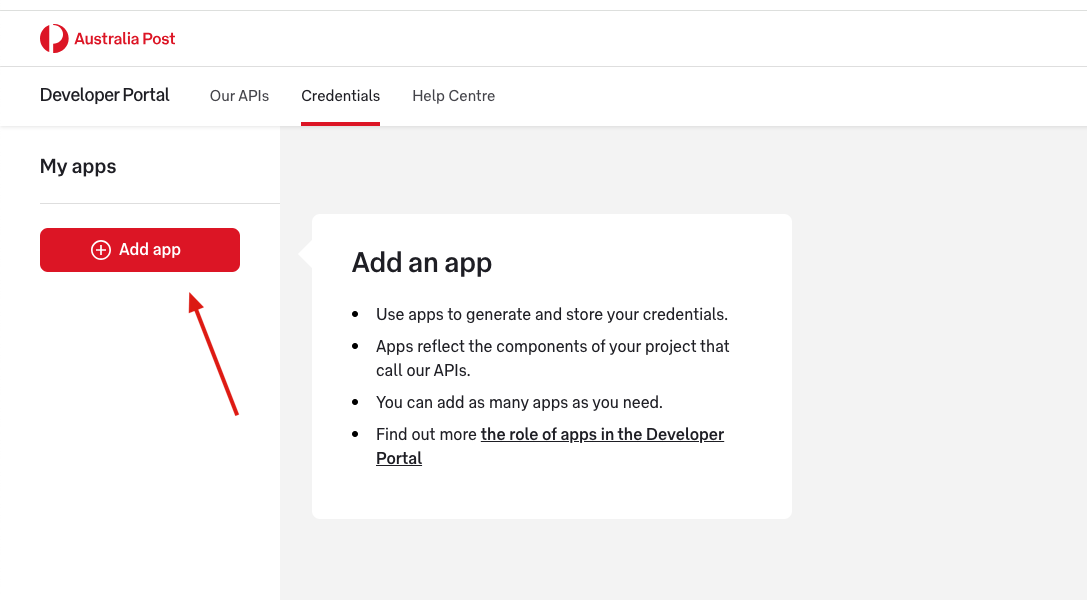 Australia Post
Developer Portal Our APIs Credentials Help Centre
My apps
Add app
Add an app
Use apps to generate and store your credentials.
Apps reflect the components of your project that
call our APIs.
You can add as many apps as you need.
Find out more the role of apps in the Developer
Portal